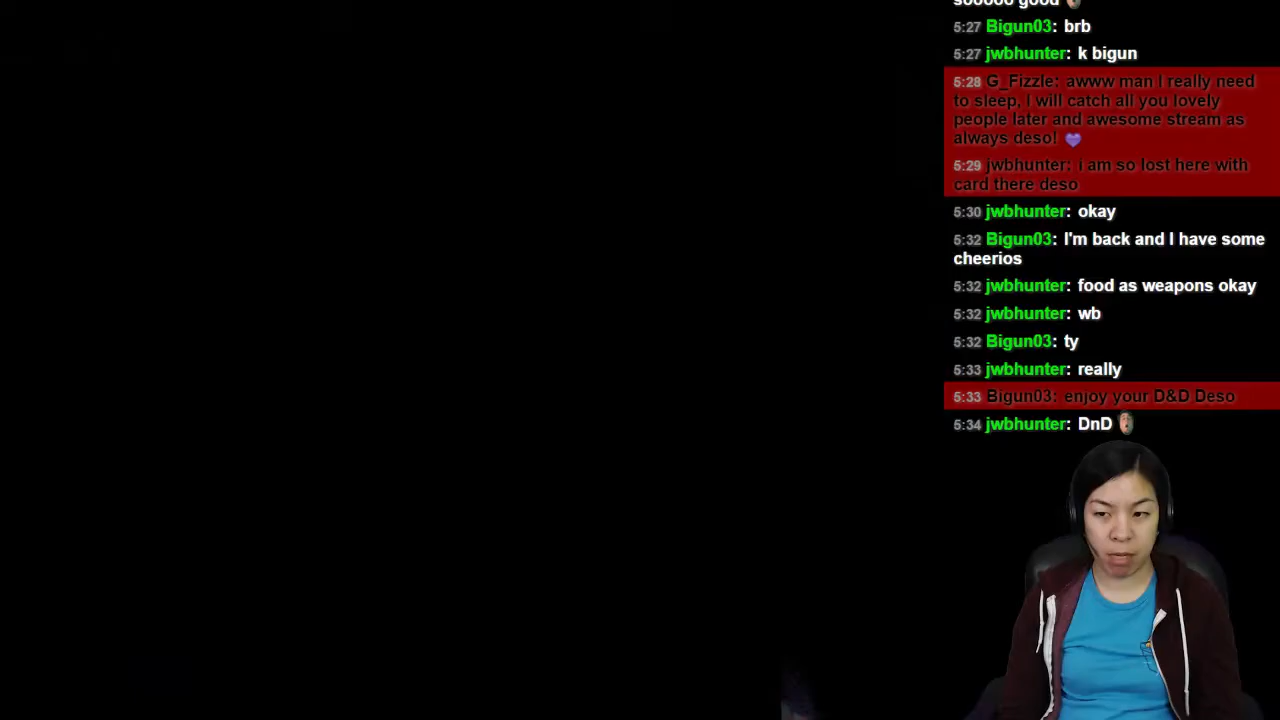 sooooo good
5:27 Bigun03: brb
5:27 jwbhunter: k bigun
5:28 G_Fizzle: awww man I really need
to sleep, I will catch all you lovely
people later and awesome stream as
always deso!
5:29 jwbhunter: i am so lost here with
card there deso
5:30 jwbhunter: okay
5:32 Bigun03: I'm back and I have some
cheerios
5:32 jwbhunter: food as weapons okay
5:32 jwbhunter: wb
5:32 Bigun03: ty
5:33 jwbhunter: really
5:33 Bigun03: enjoy your D&D Deso
5:34 jwbhunter: DnD